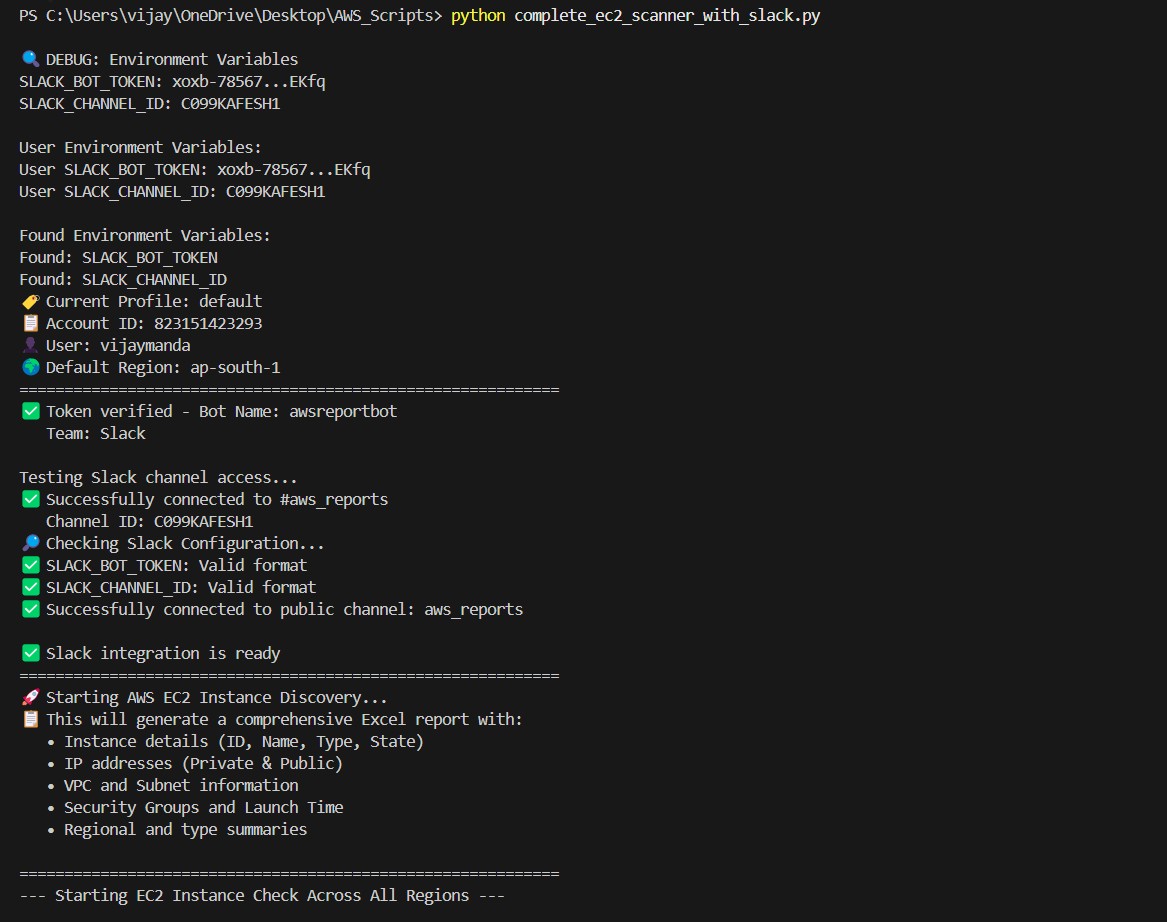 PS C:\Users\vijay\OneDrive\Desktop\AWS_Scripts> python complete_ec2_scanner_with_slack.py
🔍 DEBUG: Environment Variables
SLACK_BOT_TOKEN: xoxb-78567...EKfq
SLACK_CHANNEL_ID: C099KAFESH1
User Environment Variables:
User SLACK_BOT_TOKEN: xoxb-78567...EKfq
User SLACK_CHANNEL_ID: C099KAFESH1
Found Environment Variables:
Found: SLACK_BOT_TOKEN
Found: SLACK_CHANNEL_ID
🏷️ Current Profile: default
📋 Account ID: 823151423293
👤 User: vijaymanda
🌍 Default Region: ap-south-1
============================================================
✅ Token verified - Bot Name: awsreportbot
Team: Slack
Testing Slack channel access...
✅ Successfully connected to #aws_reports
Channel ID: C099KAFESH1
🔎 Checking Slack Configuration...
✅ SLACK_BOT_TOKEN: Valid format
✅ SLACK_CHANNEL_ID: Valid format
✅ Successfully connected to public channel: aws_reports
✅ Slack integration is ready
============================================================
🚀 Starting AWS EC2 Instance Discovery...
📋 This will generate a comprehensive Excel report with:
• Instance details (ID, Name, Type, State)
• IP addresses (Private & Public)
• VPC and Subnet information
• Security Groups and Launch Time
• Regional and type summaries
============================================================
--- Starting EC2 Instance Check Across All Regions ---